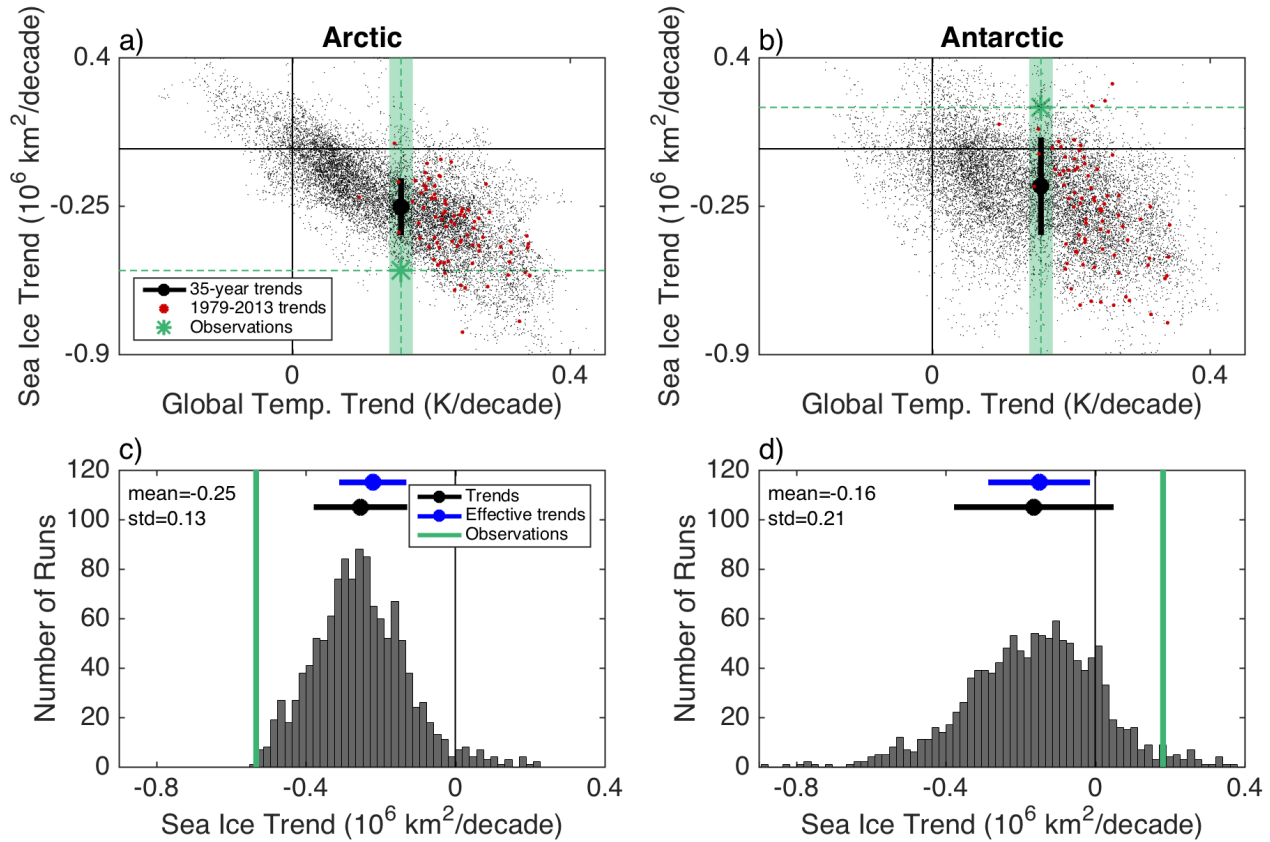 a)
Arctic
0.4
-0.25
-0.9
Sea Ice Trend (10⁶ km²/decade)
35-year trends
1979-2013 trends
Observations
0
0.4
Global Temp. Trend (K/decade)
b)
Antarctic
0.4
-0.25
-0.9
Sea Ice Trend (10⁶ km²/decade)
0
0.4
Global Temp. Trend (K/decade)
c)
120
100
80
60
40
20
0
Number of Runs
mean=-0.25
std=0.13
Trends
Effective trends
Observations
-0.8
-0.4
0
0.4
Sea Ice Trend (10⁶ km²/decade)
d)
120
100
80
60
40
20
0
Number of Runs
mean=-0.16
std=0.21
-0.8
-0.4
0
0.4
Sea Ice Trend (10⁶ km²/decade)